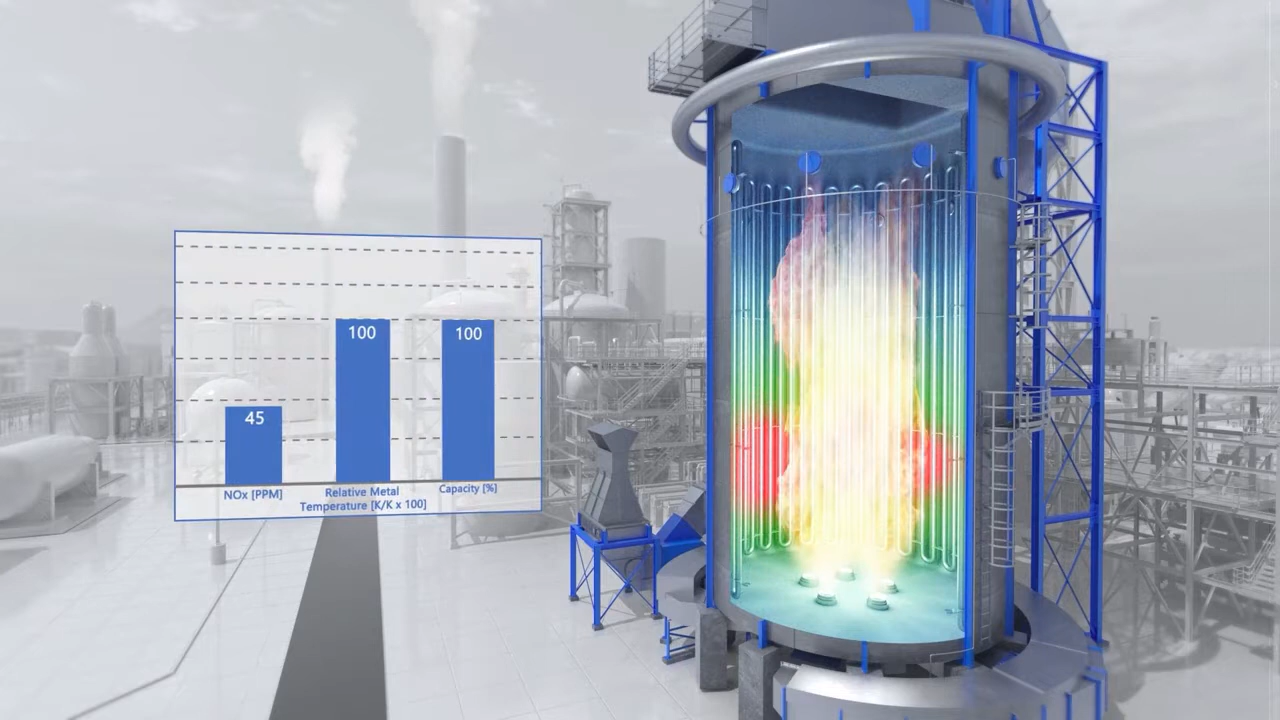 45
100
100
NOx [PPM]
Relative Metal
Temperature [K/K x 100]
Capacity [%]